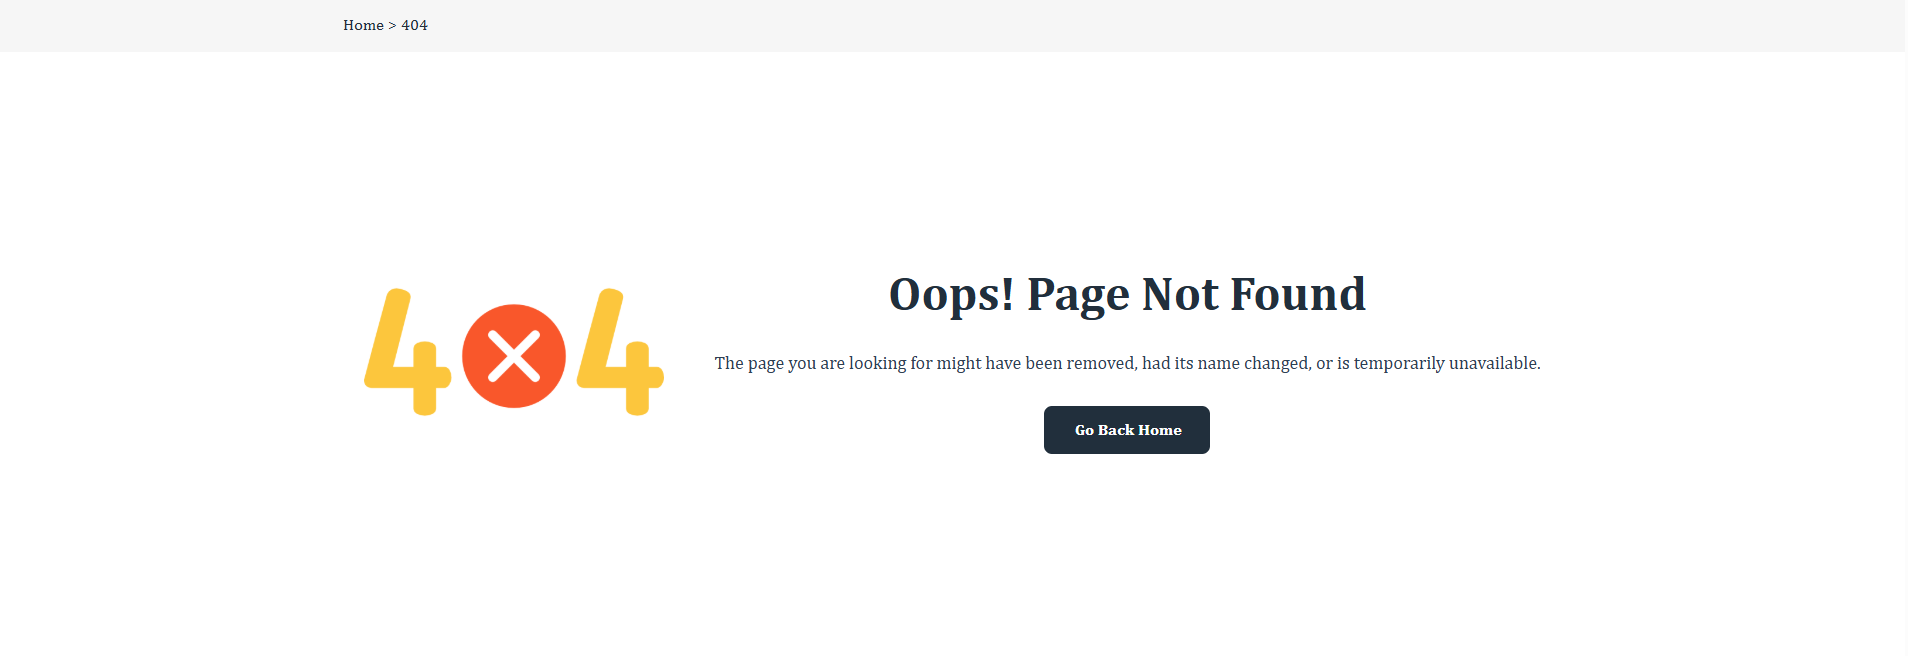 Home > 404
4 4
Oops! Page Not Found
The page you are looking for might have been removed, had its name changed, or is temporarily unavailable.
Go Back Home